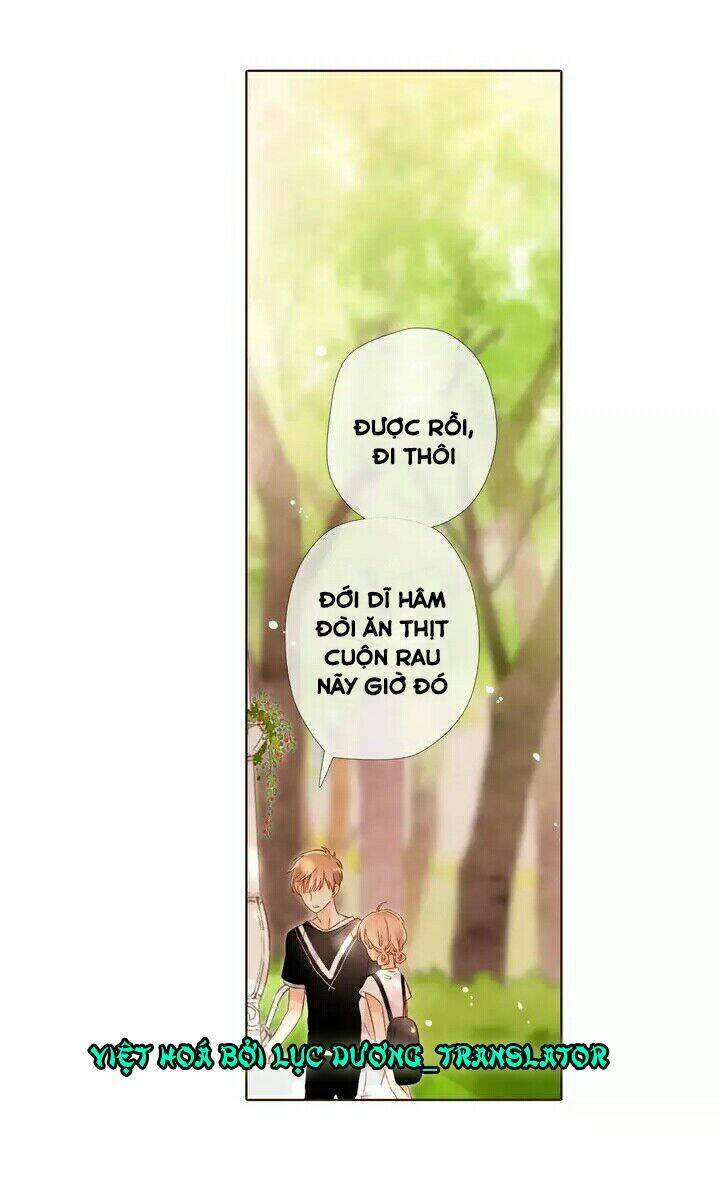 ĐƯỢC RỒI,
ĐI THÔI
ĐỚI DĨ HÂM
ĐÒI ĂN THỊT
CUỘN RAU
NÃY GIỜ ĐÓ
VIỆT HOÁ BỞI LỤC DƯƠNG_TRANSLATOR